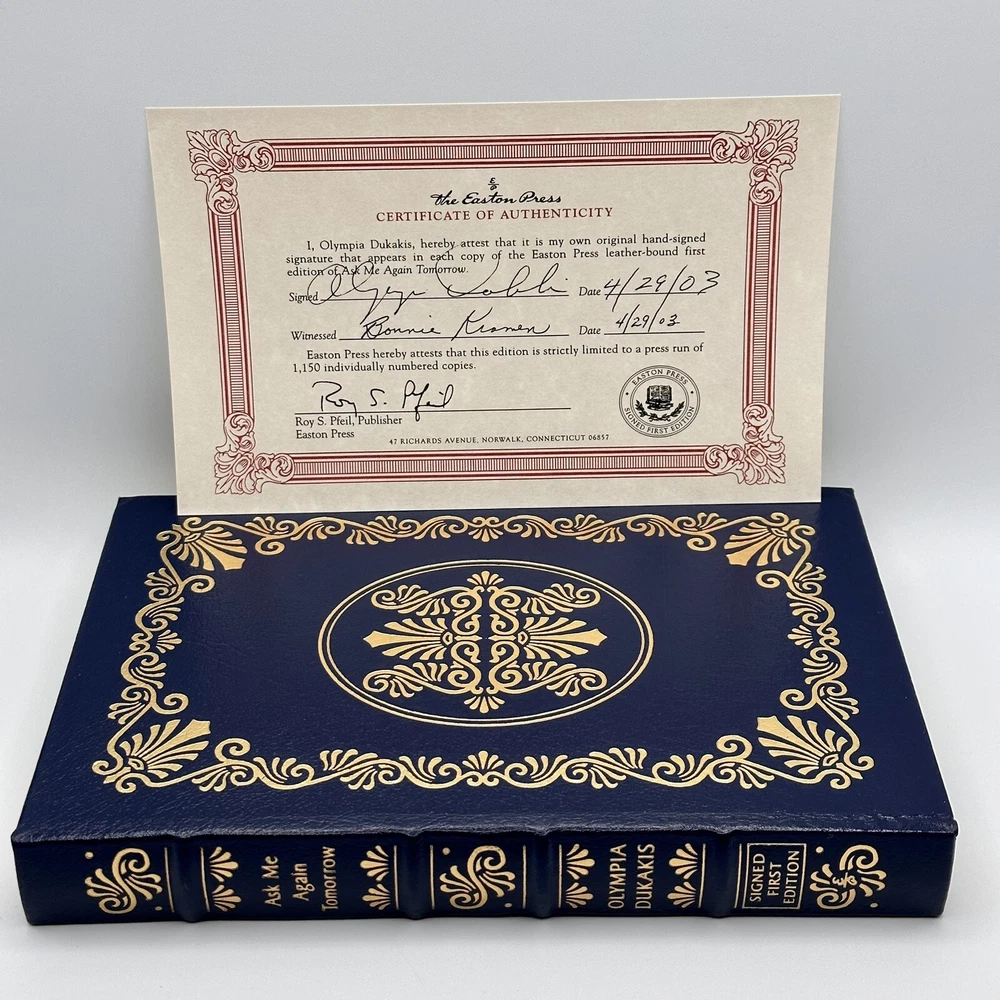 The Easton Press
CERTIFICATE OF AUTHENTICITY
I, Olympia Dukakis, hereby attest that it is my own original hand-signed
signature that appears in each copy of the Easton Press leather-bound first
edition of Ask Me Again Tomorrow.
Signed Date 4/29/03
Witnessed Bonnie Kramen Date 4/29/03
Easton Press hereby attests that this edition is strictly limited to a press run of
1,150 individually numbered copies.
Roy S. Pfeil
Roy S. Pfeil, Publisher
Easton Press
47 RICHARDS AVENUE, NORWALK, CONNECTICUT 06857
EASTON PRESS
SIGNED FIRST EDITION
Ask Me
Again
Tomorrow
OLYMPIA
DUKAKIS
SIGNED
FIRST
EDITION